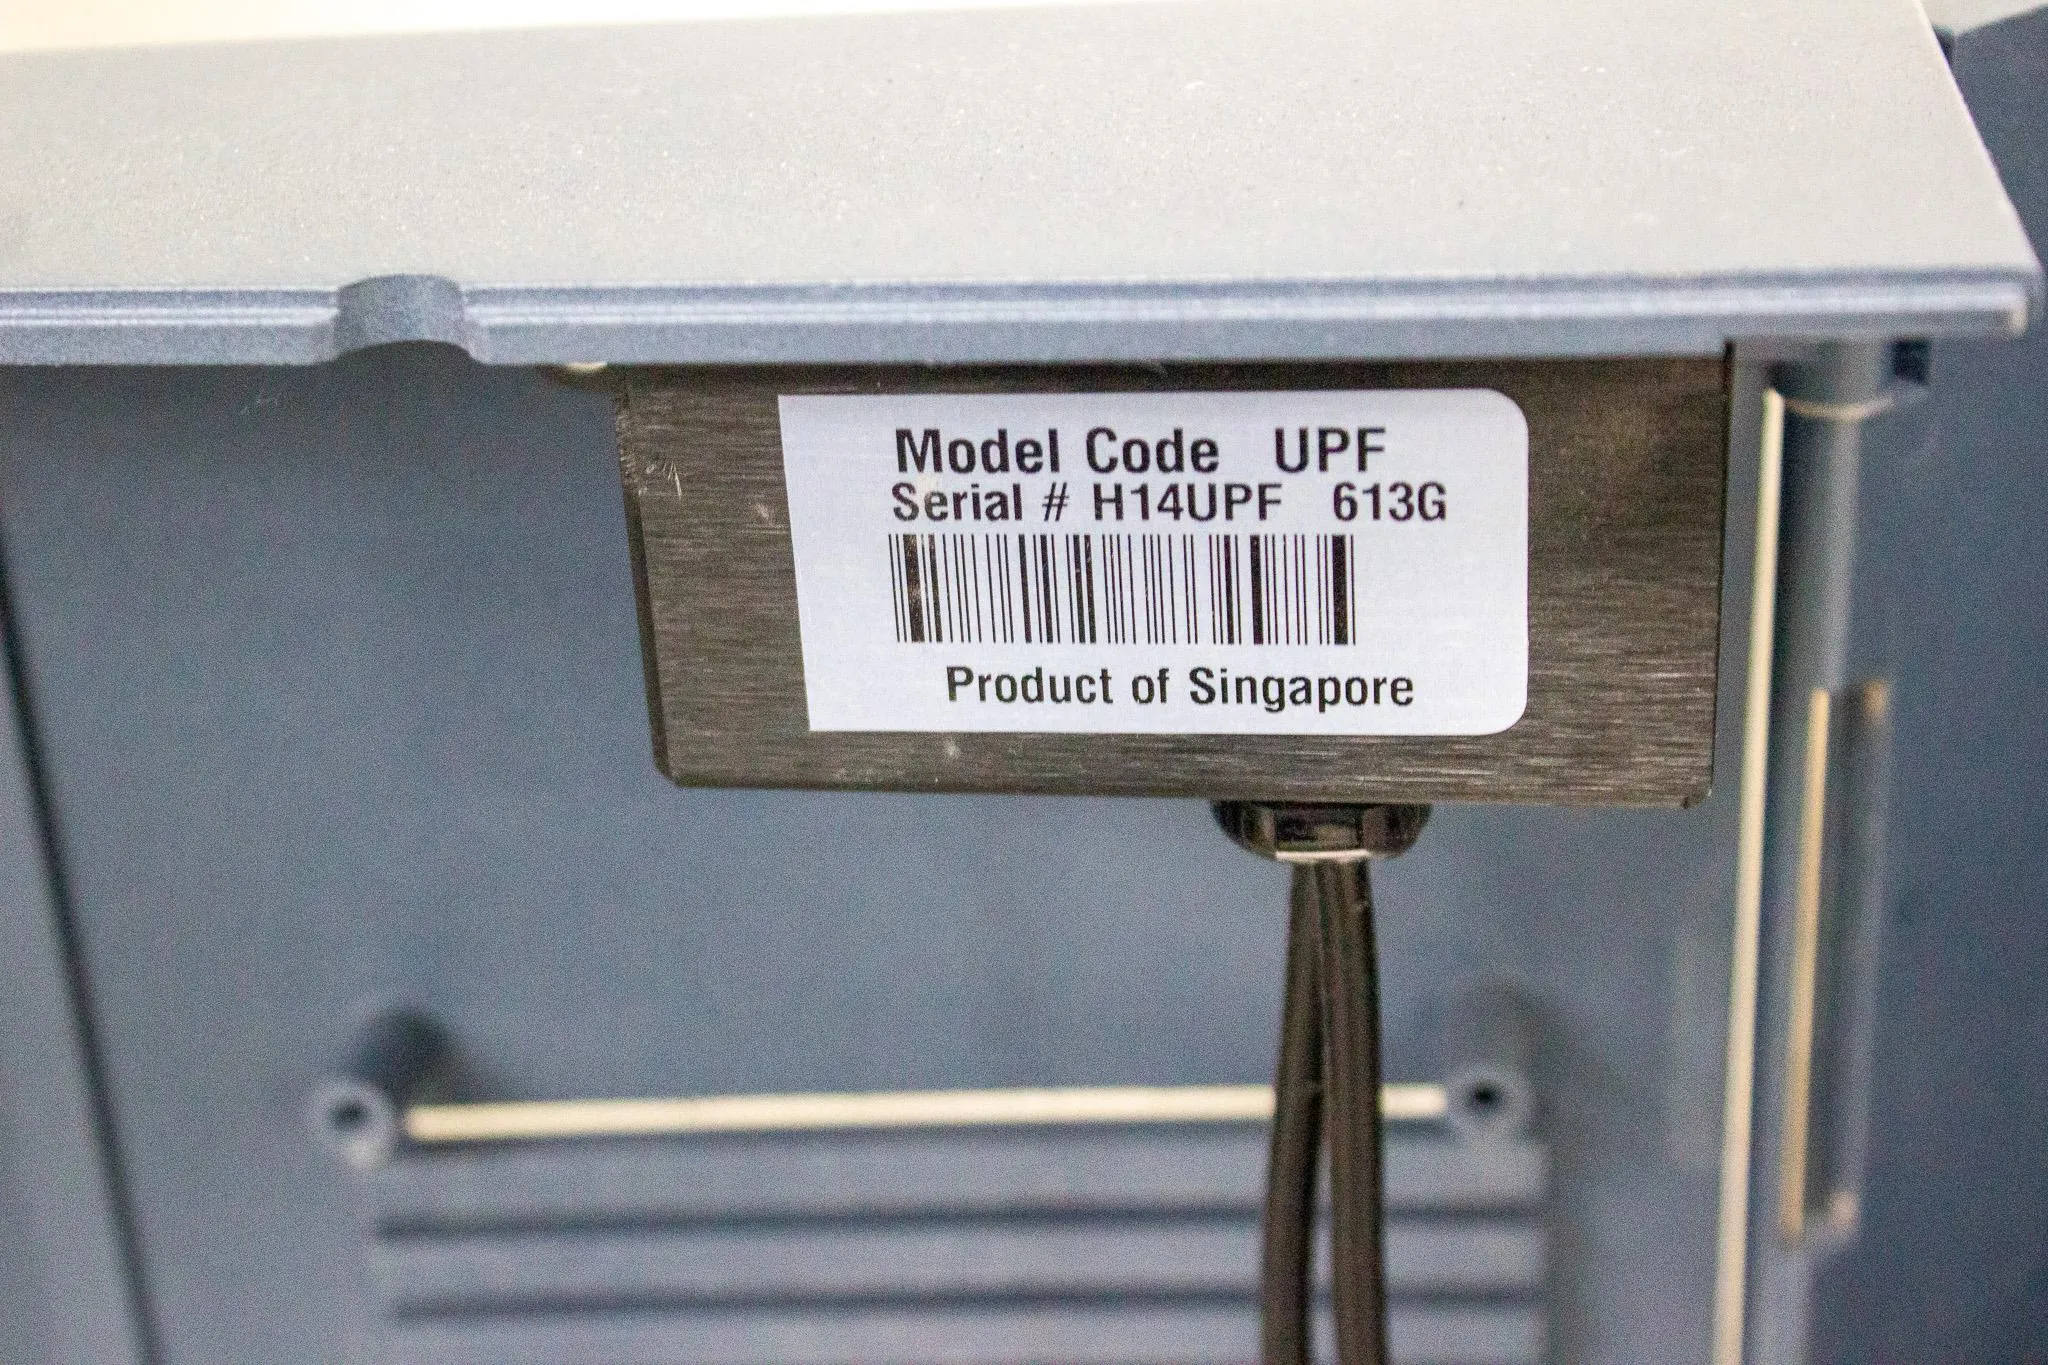 Model Code UPF
Serial # H14UPF 613G
Product of Singapore